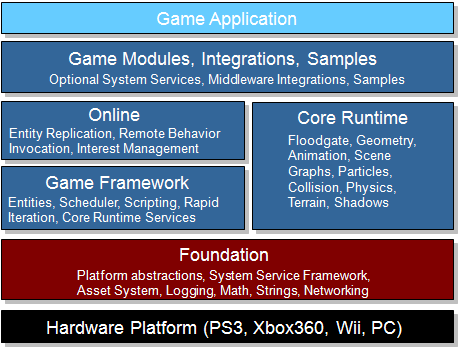 Game Application
Game Modules, Integrations, Samples
Optional System Services, Middleware Integrations, Samples
Online
Entity Replication, Remote Behavior
Invocation, Interest Management
Game Framework
Entities, Scheduler, Scripting, Rapid
Iteration, Core Runtime Services
Core Runtime
Floodgate, Geometry,
Animation, Scene
Graphs, Particles,
Collision, Physics,
Terrain, Shadows
Foundation
Platform abstractions, System Service Framework,
Asset System, Logging, Math, Strings, Networking
Hardware Platform (PS3, Xbox360, Wii, PC)